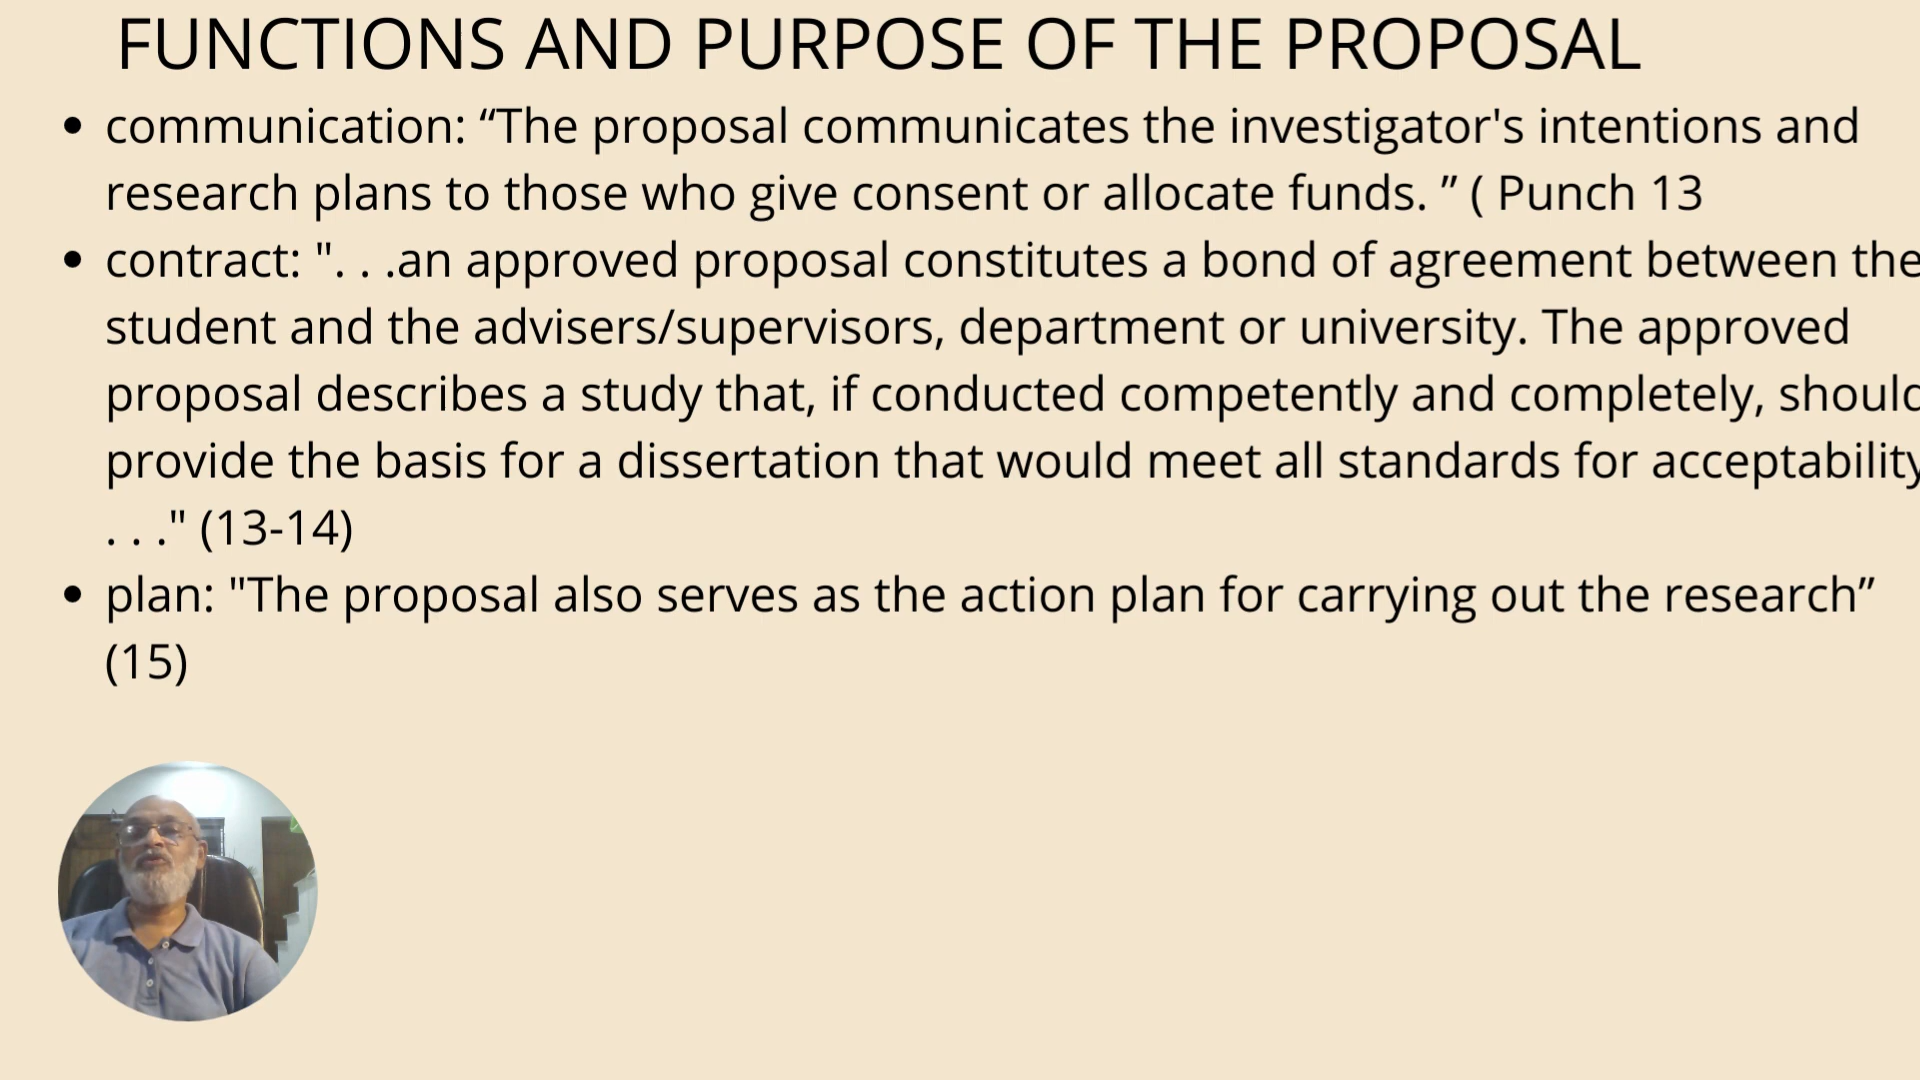 FUNCTIONS AND PURPOSE OF THE PROPOSAL
• communication: “The proposal communicates the investigator's intentions and
research plans to those who give consent or allocate funds. ” ( Punch 13
• contract: ". . .an approved proposal constitutes a bond of agreement between the
student and the advisers/supervisors, department or university. The approved
proposal describes a study that, if conducted competently and completely, should
provide the basis for a dissertation that would meet all standards for acceptability
. . ." (13-14)
• plan: "The proposal also serves as the action plan for carrying out the research”
(15)